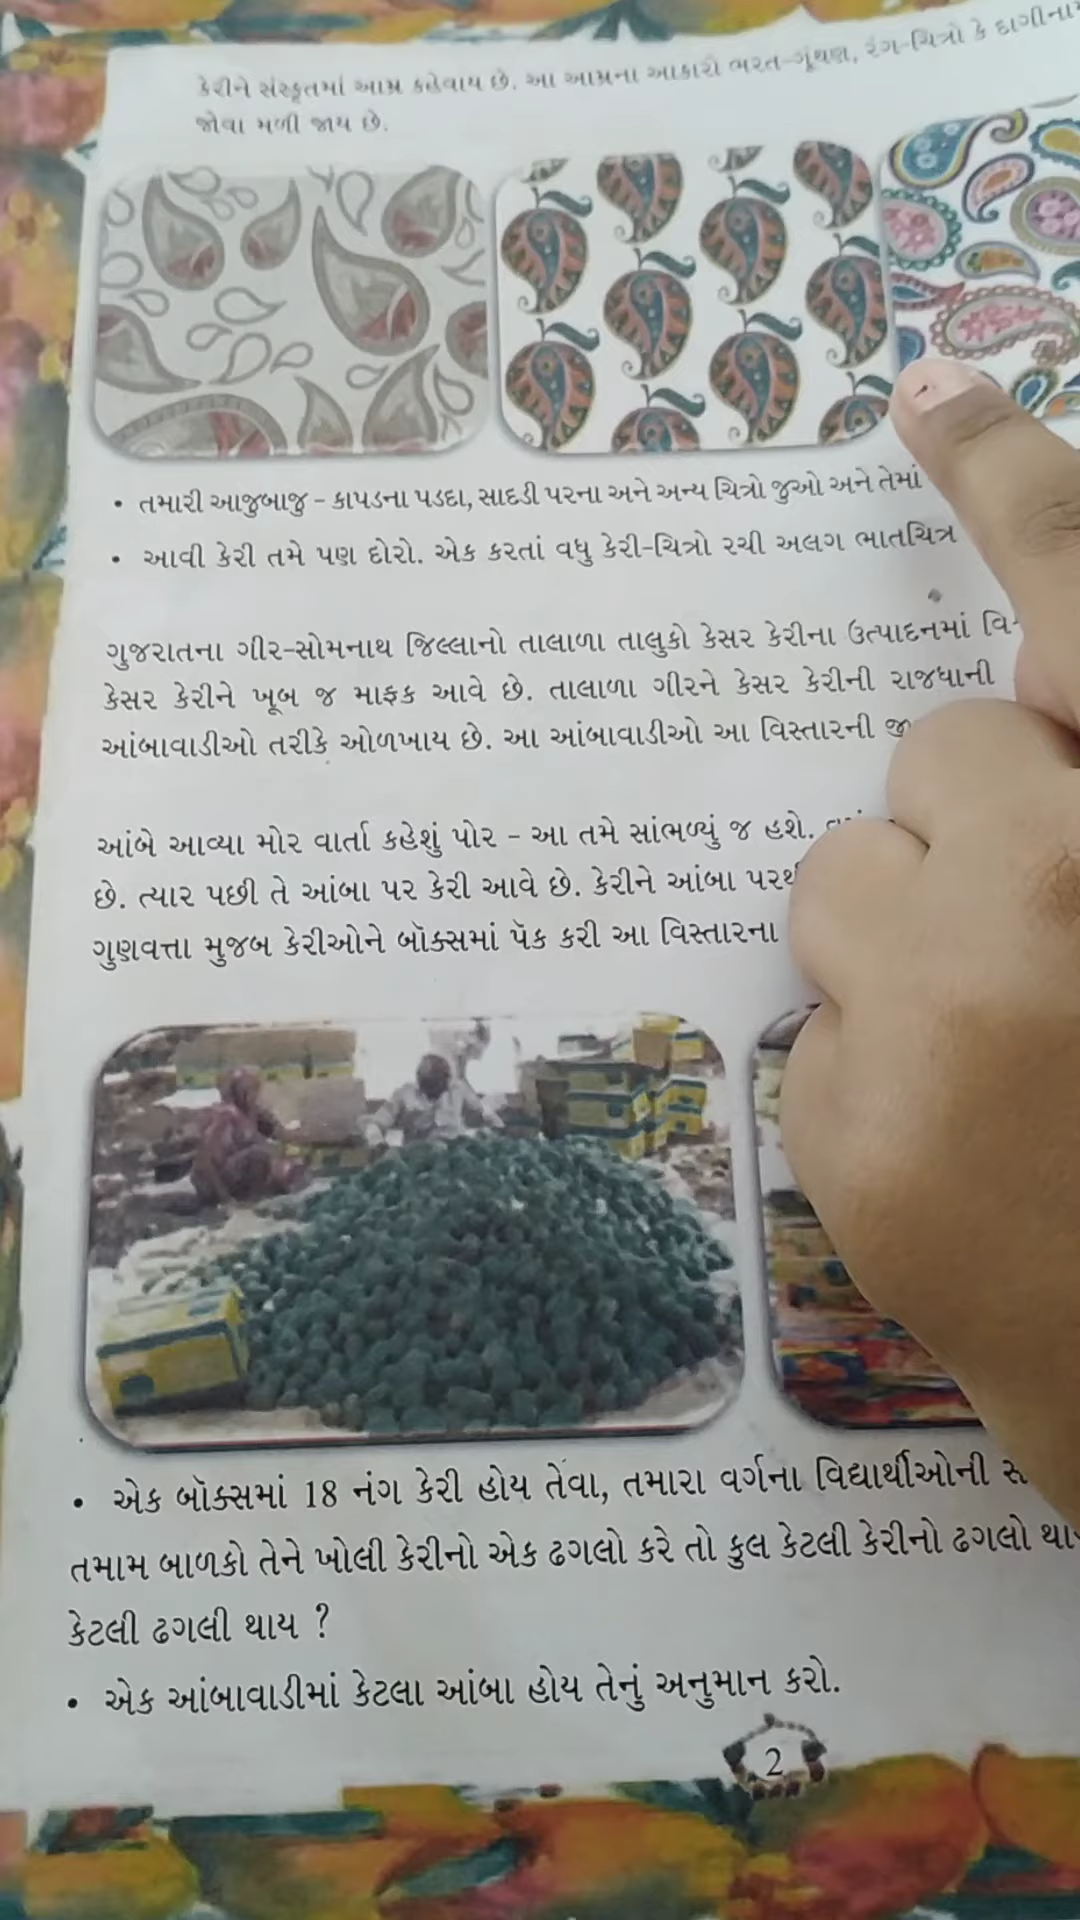 કેરીને સંસ્કૃતમાં આમ્ર કહેવાય છે. આ આમ્રના આકારો ભરત-ગૂંથણ, રંગ-ચિત્રો કે દાગીના
જોવા મળી જાય છે.
• તમારી આજુબાજુ – કાપડના પડદા, સાદડી પરના અને અન્ય ચિત્રો જુઓ અને તેમાં
• આવી કેરી તમે પણ દોરો. એક કરતાં વધુ કેરી-ચિત્રો રચી અલગ ભાતચિત્ર
ગુજરાતના ગીર-સોમનાથ જિલ્લાનો તાલાળા તાલુકો કેસર કેરીના ઉત્પાદનમાં
કેસર કેરીને ખૂબ જ માફક આવે છે. તાલાળા ગીરને કેસર કેરીની રાજધાની
આંબાવાડીઓ તરીકે ઓળખાય છે. આ આંબાવાડીઓ આ વિસ્તારની
આંબે આવ્યા મોર વાર્તા કહેશું પોર – આ તમે સાંભળ્યું જ હશે.
છે. ત્યાર પછી તે આંબા પર કેરી આવે છે. કેરીને આંબા
ગુણવત્તા મુજબ કેરીઓને બૉક્સમાં પૅક કરી આ વિસ્તારના
• એક બૉક્સમાં 18 નંગ કેરી હોય તેવા, તમારા વર્ગના વિદ્યાર્થીઓની
તમામ બાળકો તેને ખોલી કેરીનો એક ઢગલો કરે તો કુલ કેટલી કેરીનો ઢગલો
કેટલી ઢગલી થાય ?
• એક આંબાવાડીમાં કેટલા આંબા હોય તેનું અનુમાન કરો.
2